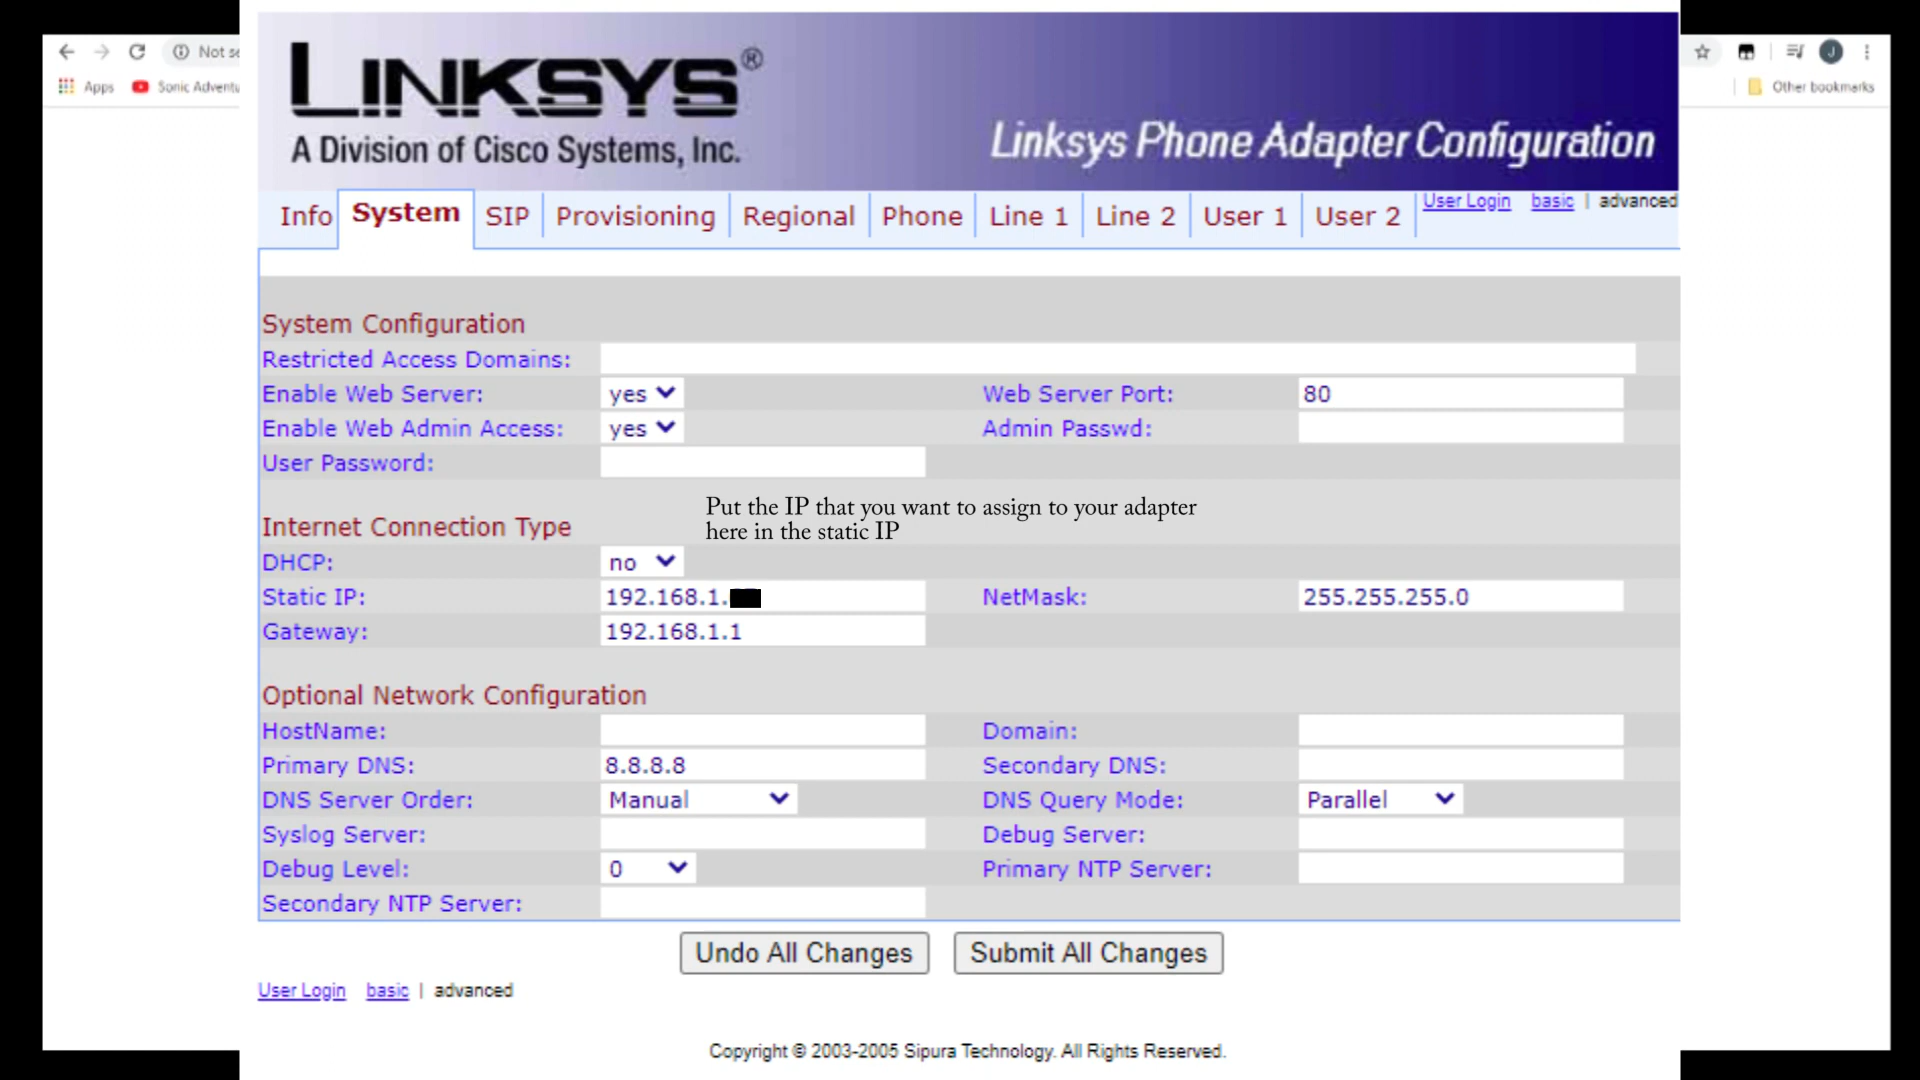 Not se
Apps Sonic Adventu
Other bookmarks
J
LINKSYS®
A Division of Cisco Systems, Inc.
Linksys Phone Adapter Configuration
Info System SIP Provisioning Regional Phone Line 1 Line 2 User 1 User 2 User Login basic | advanced
System Configuration
Restricted Access Domains:
Enable Web Server: yes Web Server Port: 80
Enable Web Admin Access: yes Admin Passwd:
User Password:
Put the IP that you want to assign to your adapter
here in the static IP
Internet Connection Type
DHCP: no
Static IP: 192.168.1. NetMask: 255.255.255.0
Gateway: 192.168.1.1
Optional Network Configuration
HostName: Domain:
Primary DNS: 8.8.8.8 Secondary DNS:
DNS Server Order: Manual DNS Query Mode: Parallel
Syslog Server: Debug Server:
Debug Level: 0 Primary NTP Server:
Secondary NTP Server:
Undo All Changes Submit All Changes
User Login basic | advanced
Copyright © 2003-2005 Sipura Technology. All Rights Reserved.